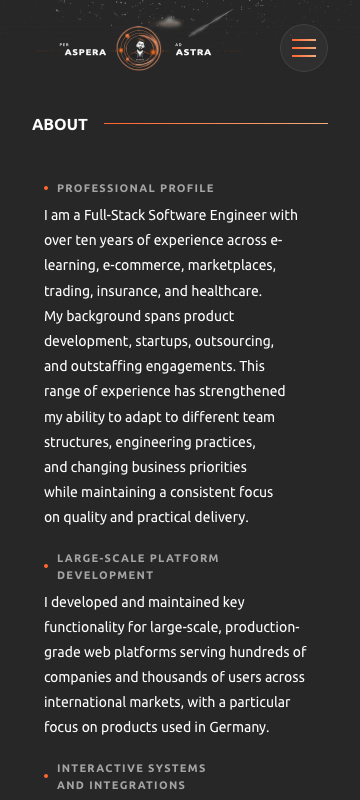 PER
ASPERA
AD
ASTRA
ABOUT
PROFESSIONAL PROFILE
I am a Full-Stack Software Engineer with
over ten years of experience across e-
learning, e-commerce, marketplaces,
trading, insurance, and healthcare.
My background spans product
development, startups, outsourcing,
and outstaffing engagements. This
range of experience has strengthened
my ability to adapt to different team
structures, engineering practices,
and changing business priorities
while maintaining a consistent focus
on quality and practical delivery.
LARGE-SCALE PLATFORM
DEVELOPMENT
I developed and maintained key
functionality for large-scale, production-
grade web platforms serving hundreds of
companies and thousands of users across
international markets, with a particular
focus on products used in Germany.
INTERACTIVE SYSTEMS
AND INTEGRATIONS